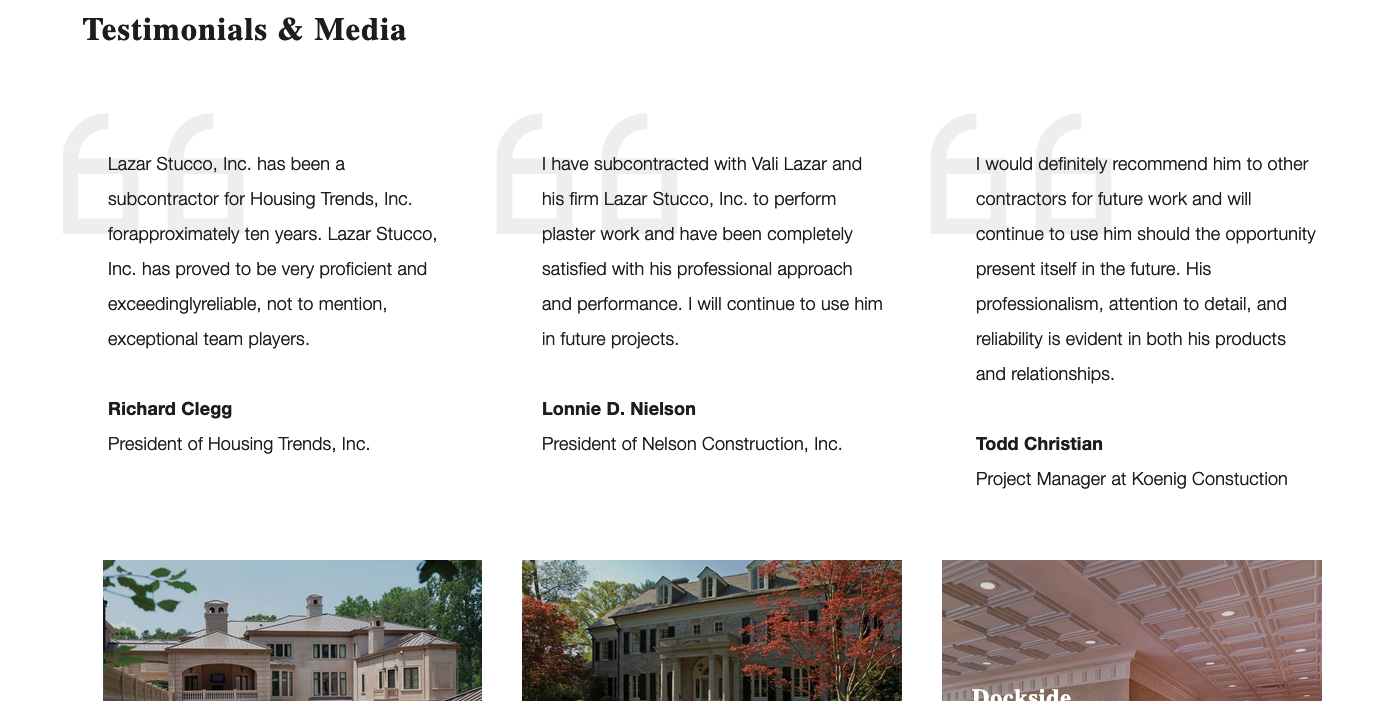 Testimonials & Media
Lazar Stucco, Inc. has been a
subcontractor for Housing Trends, Inc.
forapproximately ten years. Lazar Stucco,
Inc. has proved to be very proficient and
exceedinglyreliable, not to mention,
exceptional team players.
Richard Clegg
President of Housing Trends, Inc.
I have subcontracted with Vali Lazar and
his firm Lazar Stucco, Inc. to perform
plaster work and have been completely
satisfied with his professional approach
and performance. I will continue to use him
in future projects.
Lonnie D. Nielson
President of Nelson Construction, Inc.
I would definitely recommend him to other
contractors for future work and will
continue to use him should the opportunity
present itself in the future. His
professionalism, attention to detail, and
reliability is evident in both his products
and relationships.
Todd Christian
Project Manager at Koenig Constuction
Dockside